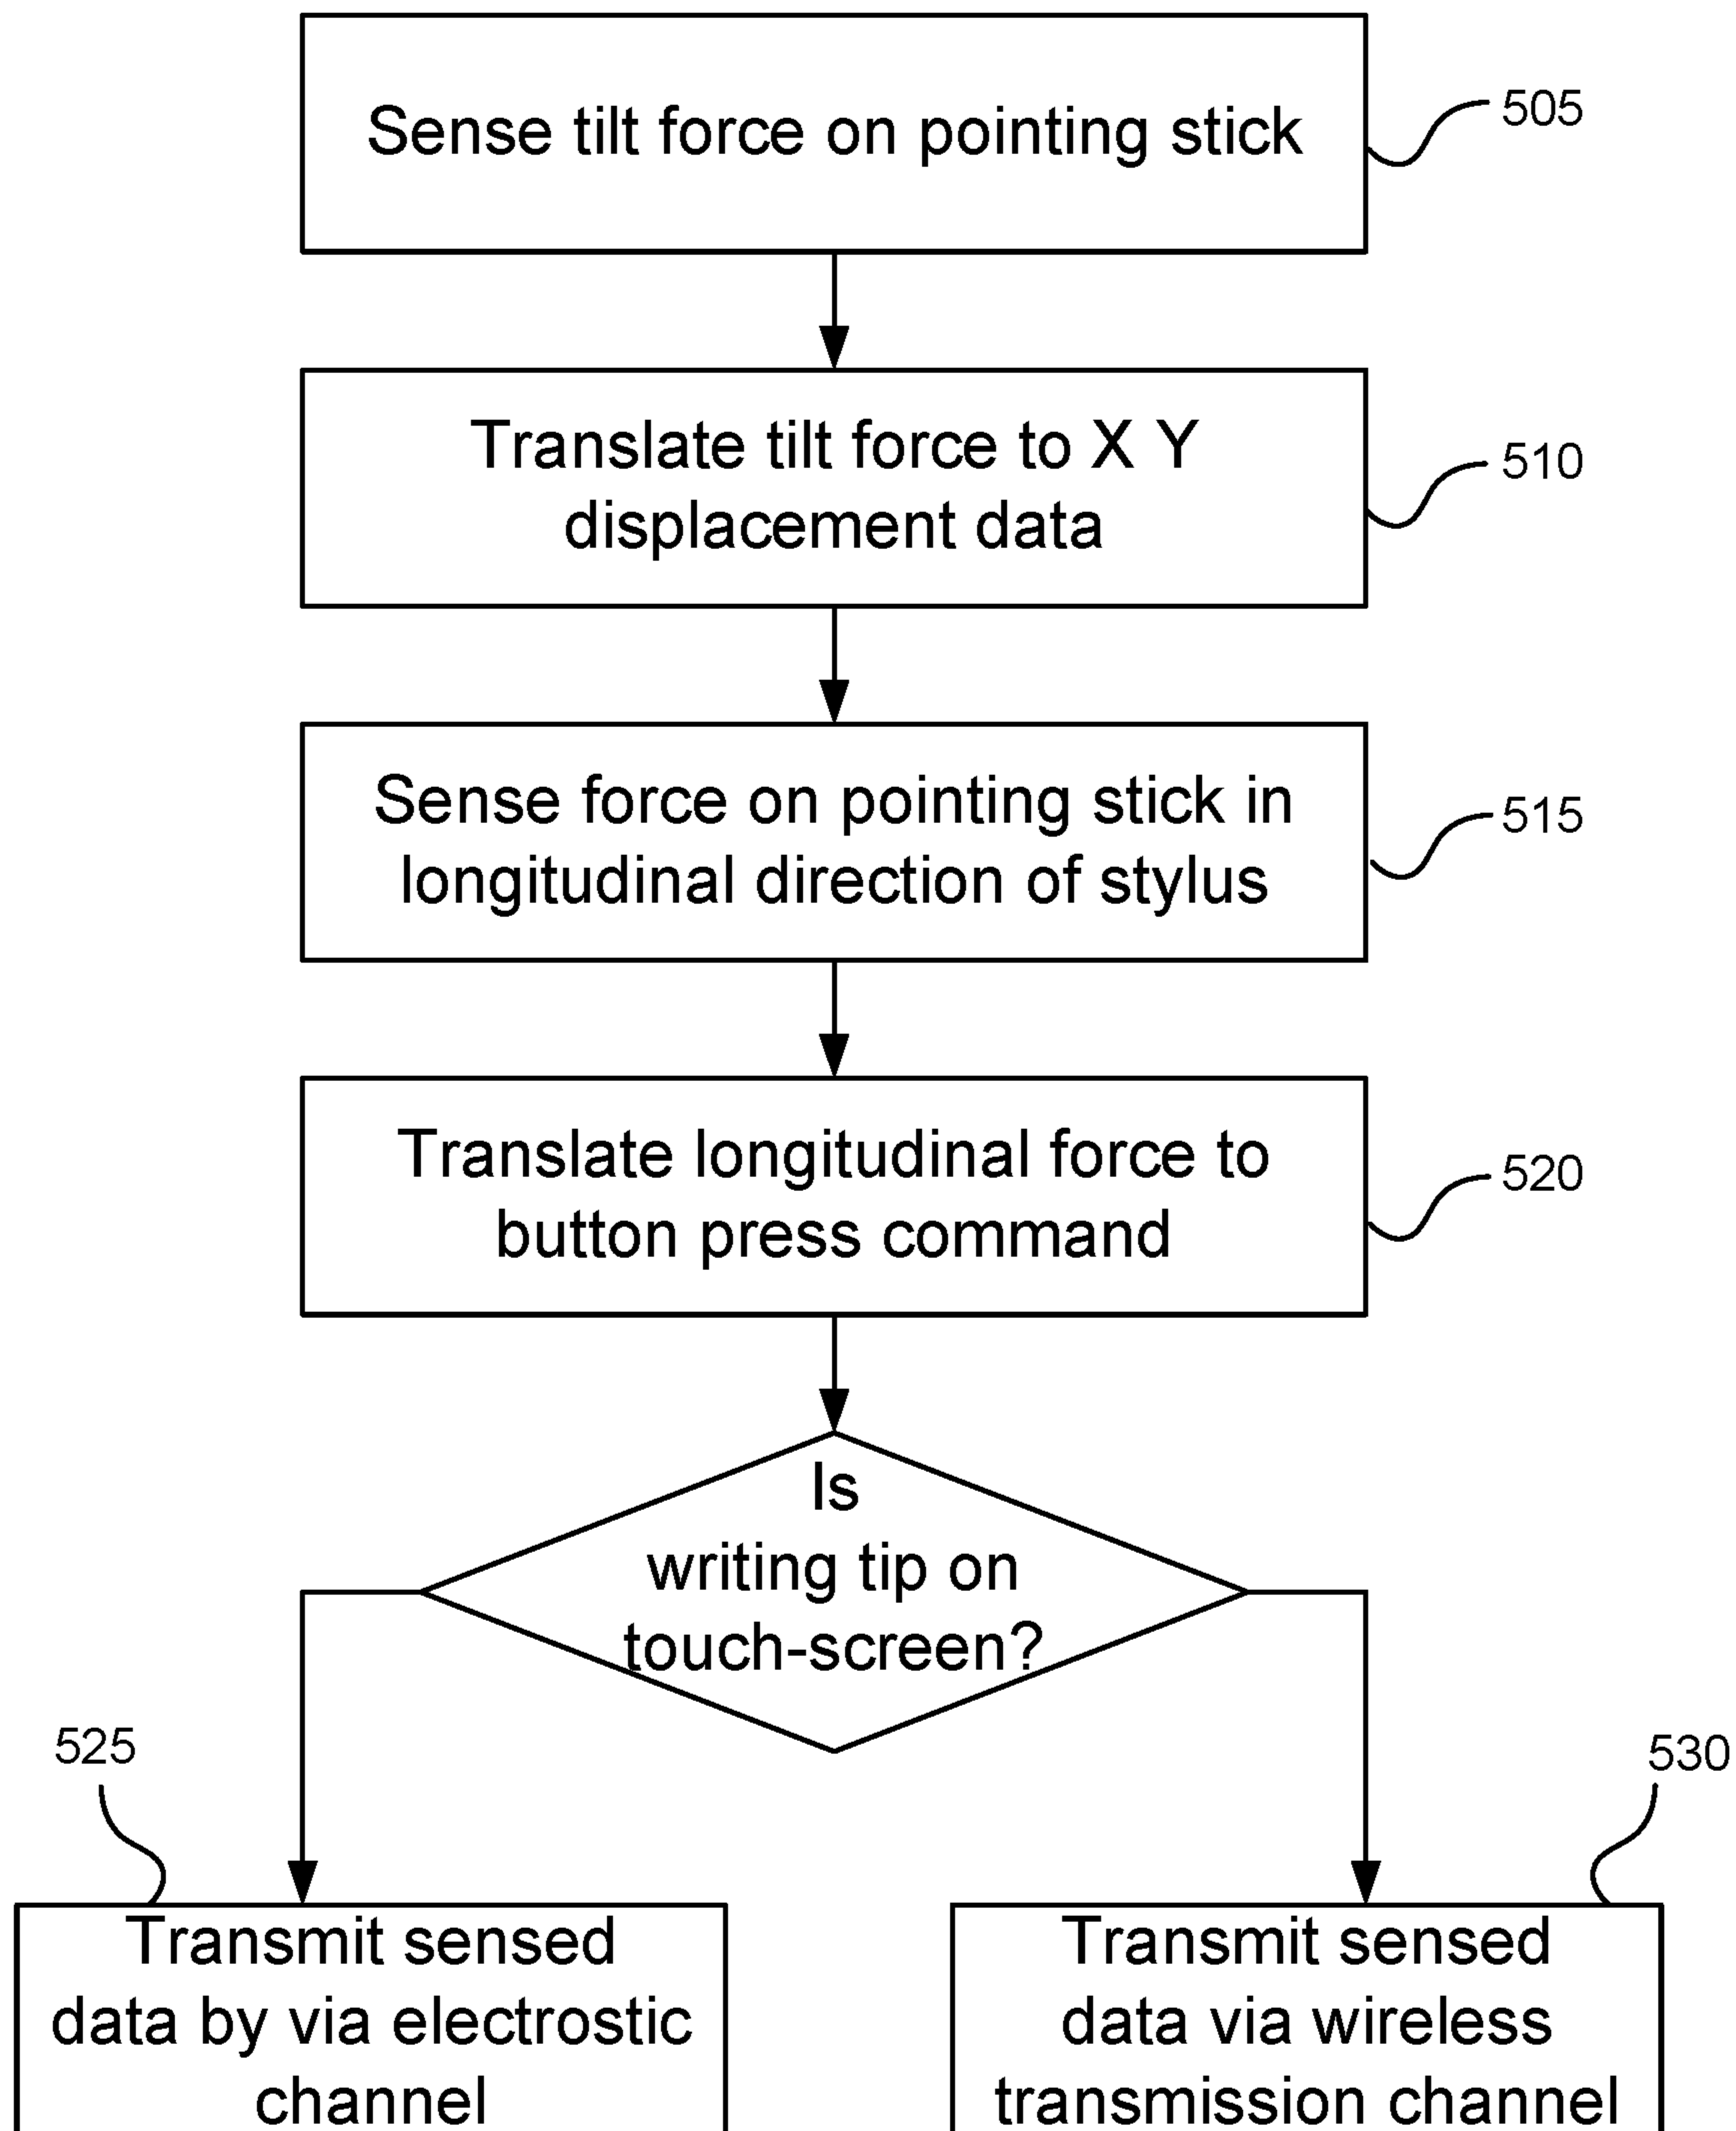 Sense tilt force on pointing stick
505
Translate tilt force to X Y
displacement data
510
Sense force on pointing stick in
longitudinal direction of stylus
515
Translate longitudinal force to
button press command
520
Is
writing tip on
touch-screen?
525
530
Transmit sensed
data by via electrostic
channel
Transmit sensed
data via wireless
transmission channel